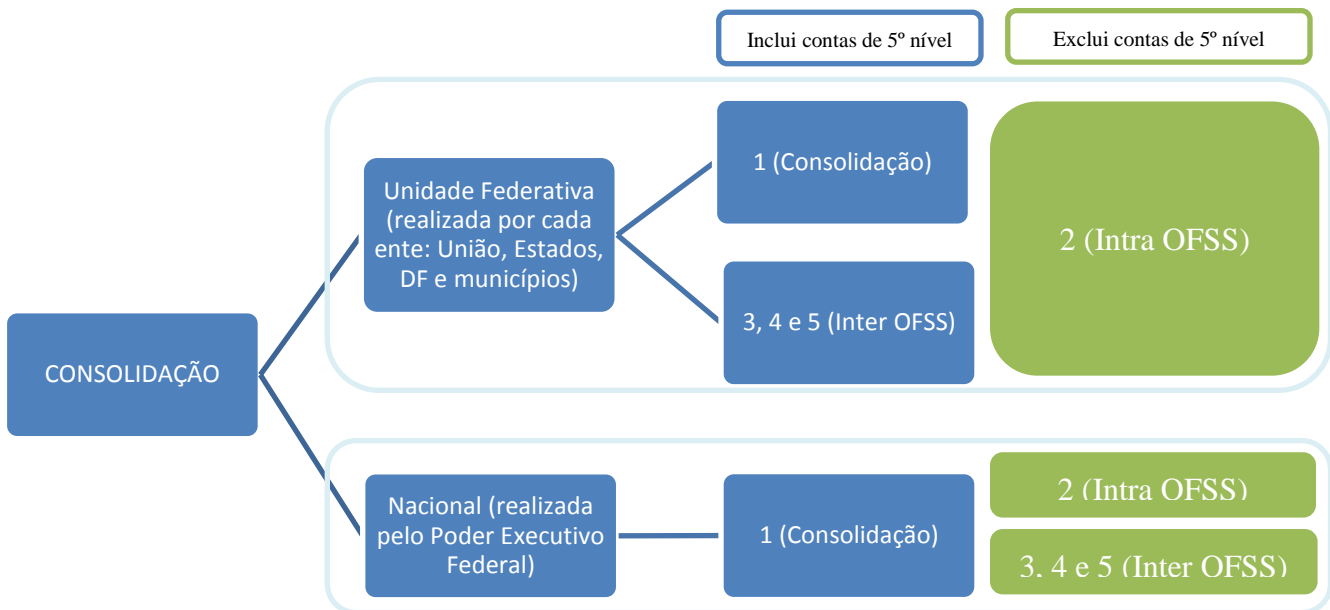 Inclui contas de 5º nível
Exclui contas de 5º nível
CONSOLIDAÇÃO
Unidade Federativa
(realizada por cada
ente: União, Estados,
DF e municípios)
1 (Consolidação)
3, 4 e 5 (Inter OFSS)
2 (Intra OFSS)
Nacional (realizada
pelo Poder Executivo
Federal)
1 (Consolidação)
2 (Intra OFSS)
3, 4 e 5 (Inter OFSS)